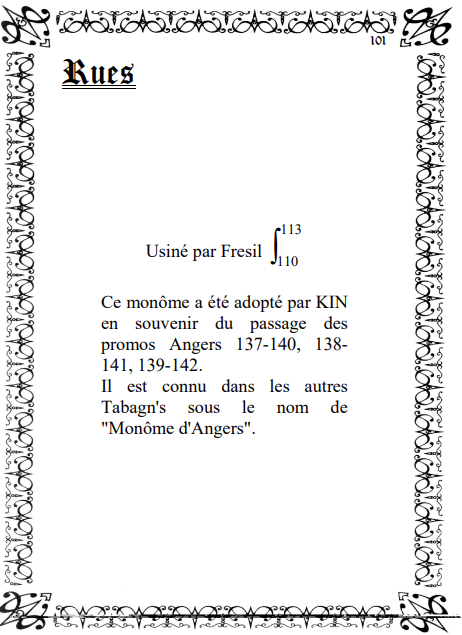 101
Rues
Usiné par Fresil ∫
113
110
Ce monôme a été adopté par KIN
en souvenir du passage des
promos Angers 137-140, 138-
141, 139-142.
Il est connu dans les autres
Tabagn's sous le nom de
"Monôme d'Angers".